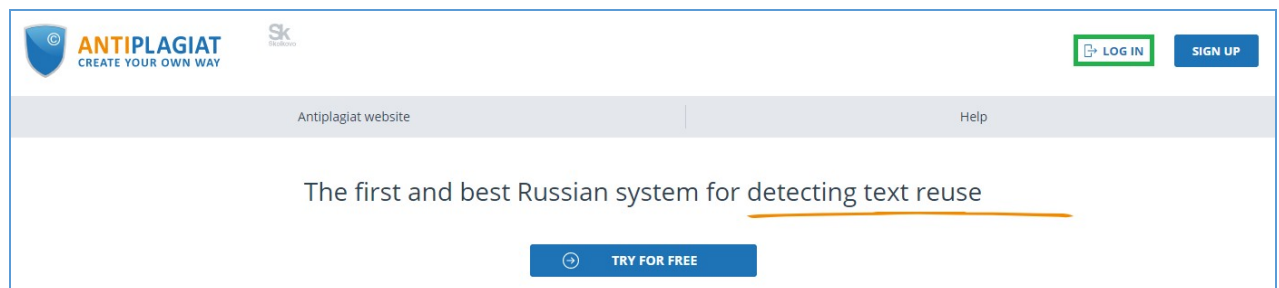 ©
ANTIPLAGIAT
CREATE YOUR OWN WAY
Sk
LOG IN
SIGN UP
Antiplagiat website
Help
The first and best Russian system for detecting text reuse
TRY FOR FREE